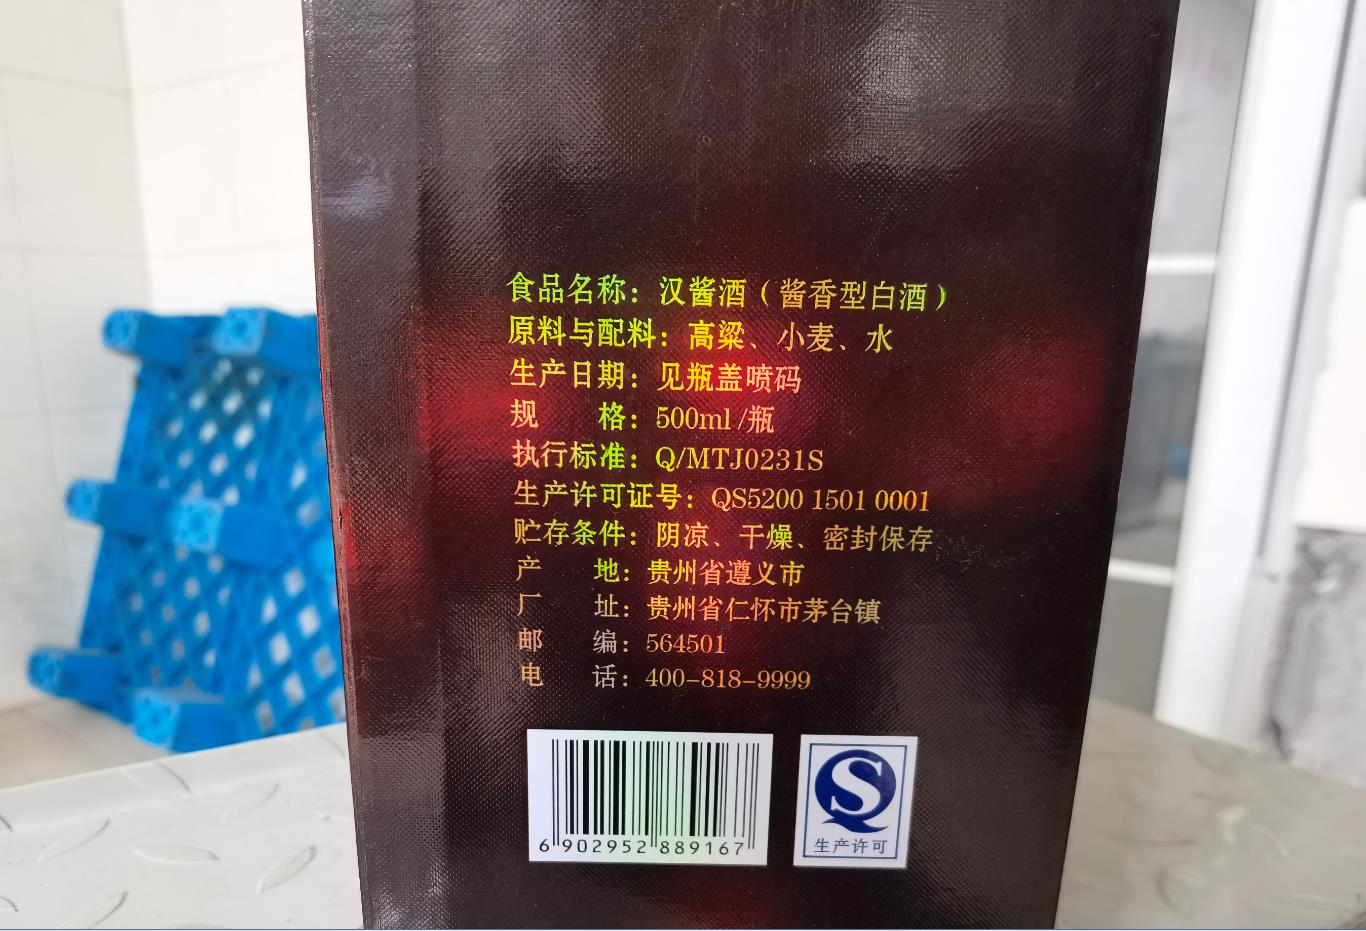 食品名称：汉酱酒（酱香型白酒）
原料与配料：高粱、小麦、水
生产日期：见瓶盖喷码
规　　格：500ml/瓶
执行标准：Q/MTJ0231S
生产许可证号：QS5200 1501 0001
贮存条件：阴凉、干燥、密封保存
产　　地：贵州省遵义市
厂　　址：贵州省仁怀市茅台镇
邮　　编：564501
电　　话：400-818-9999
6 902952 889167
生产许可